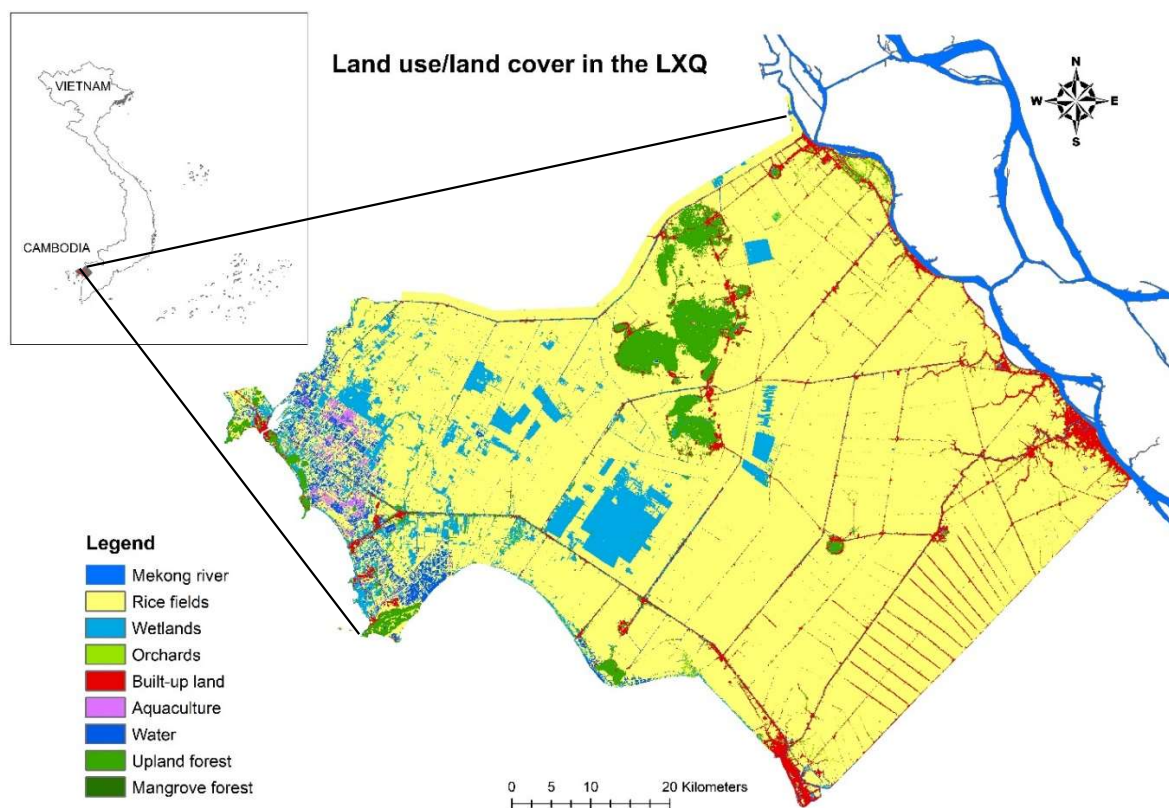 Land use/land cover in the LXQ
VIETNAM
CAMBODIA
N
W E
S
Legend
Mekong river
Rice fields
Wetlands
Orchards
Built-up land
Aquaculture
Water
Upland forest
Mangrove forest
0 5 10 20 Kilometers